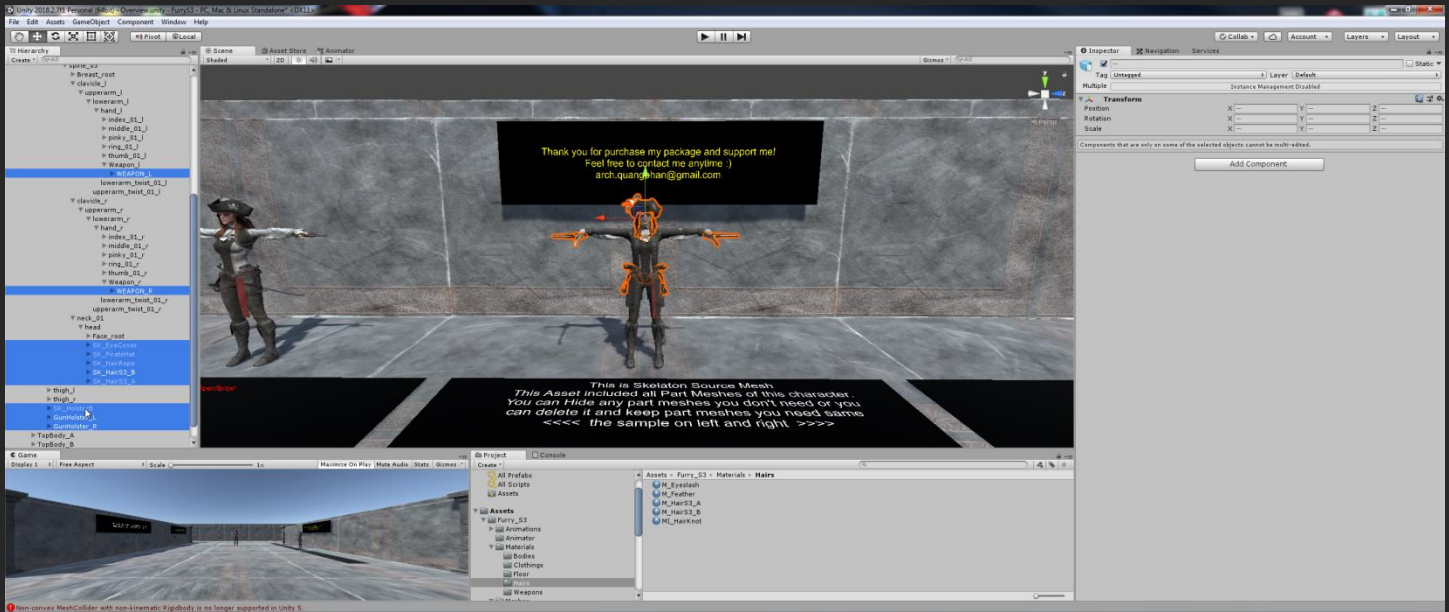 Unity 2018.2.7f1 Personal (64bit) - Overview.unity - FurryS3 - PC, Mac & Linux Standalone* <DX11>
File Edit Assets GameObject Component Window Help
Pivot Local
Collab Account Layers Layout
Hierarchy
Create
Breast_root
clavicle_l
upperarm_l
lowerarm_l
hand_l
index_01_l
middle_01_l
pinky_01_l
ring_01_l
thumb_01_l
Weapon_l
WEAPON_L
lowerarm_twist_01_l
upperarm_twist_01_l
clavicle_r
upperarm_r
lowerarm_r
hand_r
index_01_r
middle_01_r
pinky_01_r
ring_01_r
thumb_01_r
Weapon_r
WEAPON_R
lowerarm_twist_01_r
upperarm_twist_01_r
neck_01
head
Face_root
SK_EyeCover
SK_PirateHat
SK_HairRope
SK_HairS3_B
SK_HairS3_A
thigh_l
thigh_r
GunHolster_L
GunHolster_R
TopBody_A
TopBody_B
Scene Asset Store Animator
Shaded 2D Gizmos
Persp
Thank you for purchase my package and support me!
Feel free to contact me anytime :)
arch.quangphan@gmail.com
This is Skelaton Source Mesh
This Asset included all Part Meshes of this character.
You can Hide any part meshes you don't need or you
can delete it and keep part meshes you need same
<<<< the sample on left and right >>>>
Inspector Navigation Services
Static
Tag Untagged Layer Default
Multiple Instance Management Disabled
Transform
Position X — Y — Z —
Rotation X — Y — Z —
Scale X — Y — Z —
Components that are only on some of the selected objects cannot be multi-edited.
Add Component
Game
Display 1 Free Aspect Scale 1x Maximize On Play Mute Audio Stats Gizmos
Project Console
Create
All Prefabs
All Scripts
Assets
Assets
Furry_S3
Animations
Animator
Materials
Bodies
Clothings
Floor
Hairs
Weapons
Assets > Furry_S3 > Materials > Hairs
M_Eyeslash
M_Feather
M_HairS3_A
M_HairS3_B
MI_HairKnot
Non-convex MeshCollider with non-kinematic Rigidbody is no longer supported in Unity 5.